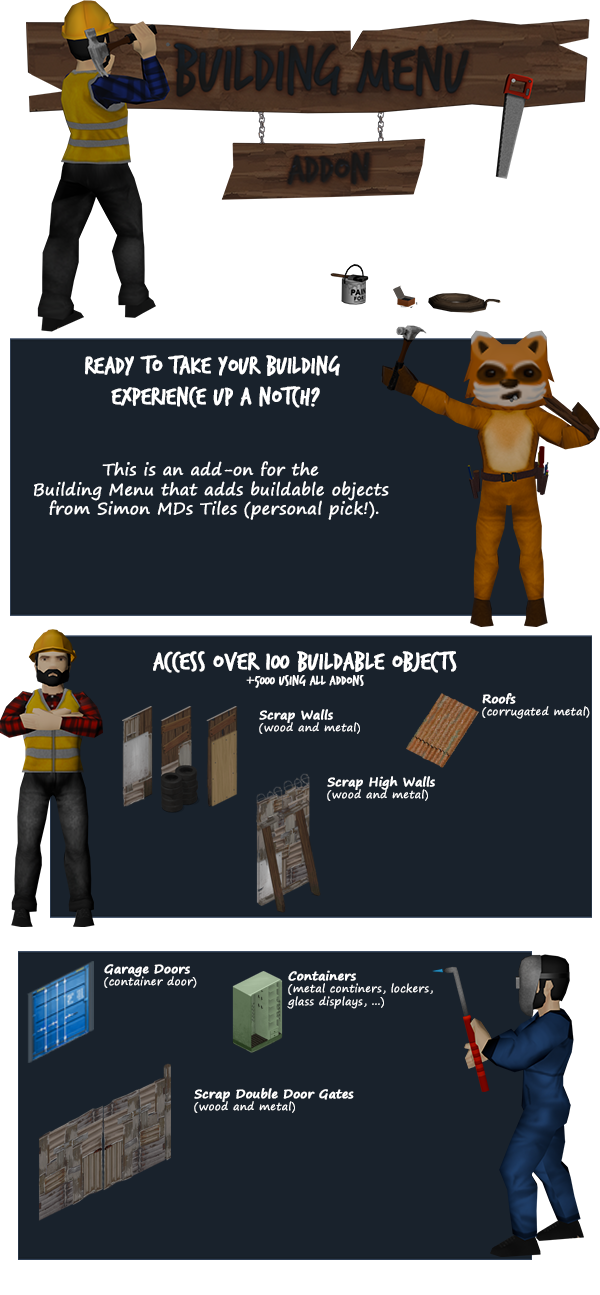 BUILDING MENU
ADDON
PAIN
FOR
READY TO TAKE YOUR BUILDING
EXPERIENCE UP A NOTCH?
This is an add-on for the
Building Menu that adds buildable objects
from Simon MDs Tiles (personal pick!).
ACCESS OVER 100 BUILDABLE OBJECTS
+5000 USING ALL ADDONS
Scrap Walls
(wood and metal)
Roofs
(corrugated metal)
Scrap High Walls
(wood and metal)
Garage Doors
(container door)
Containers
(metal continers, lockers,
glass displays, ...)
Scrap Double Door Gates
(wood and metal)